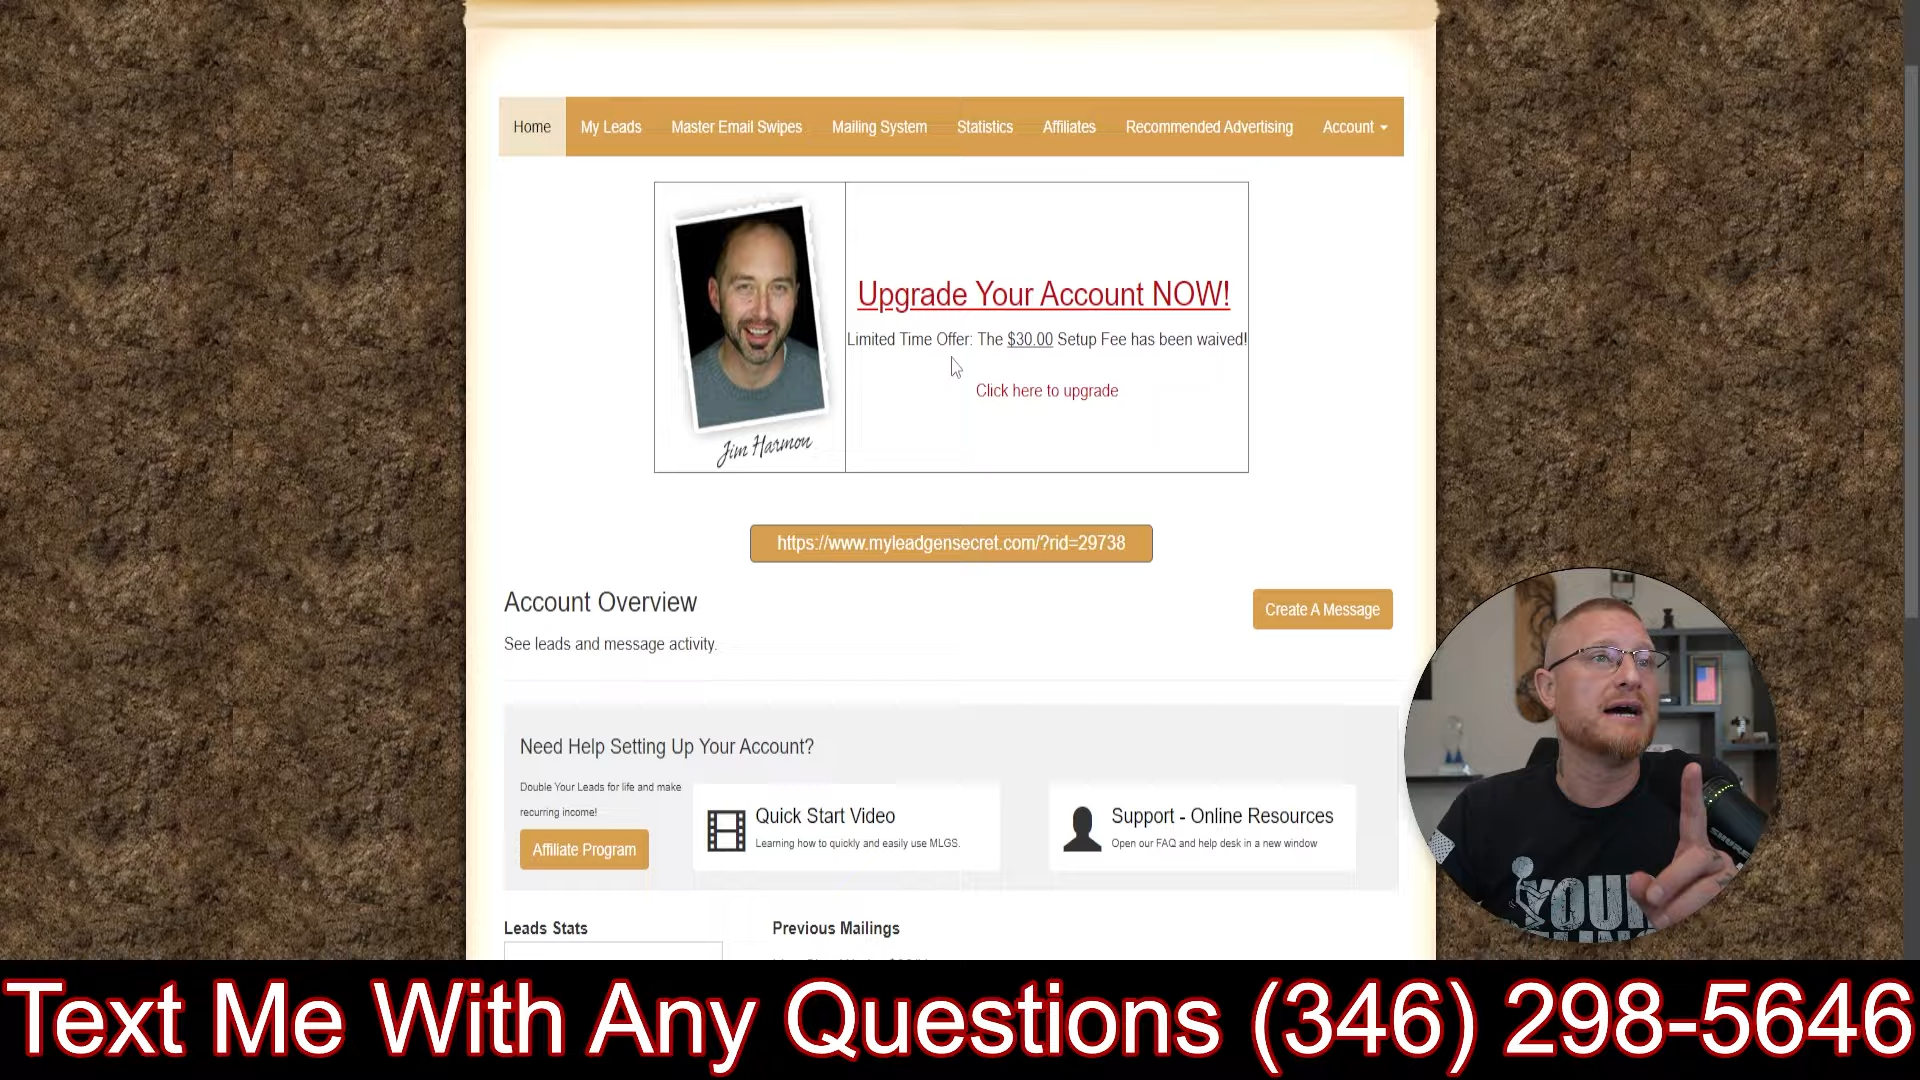 Home My Leads Master Email Swipes Mailing System Statistics Affiliates Recommended Advertising Account
Upgrade Your Account NOW!
Limited Time Offer: The $30.00 Setup Fee has been waived!
Click here to upgrade
Jim Harmon
https://www.myleadgensecret.com/?rid=29738
Account Overview
Create A Message
See leads and message activity.
Need Help Setting Up Your Account?
Double Your Leads for life and make
recurring income!
Affiliate Program
Quick Start Video
Learning how to quickly and easily use MLGS.
Support - Online Resources
Open our FAQ and help desk in a new window
Leads Stats
Previous Mailings
SHURE
YOUR
Text Me With Any Questions (346) 298-5646